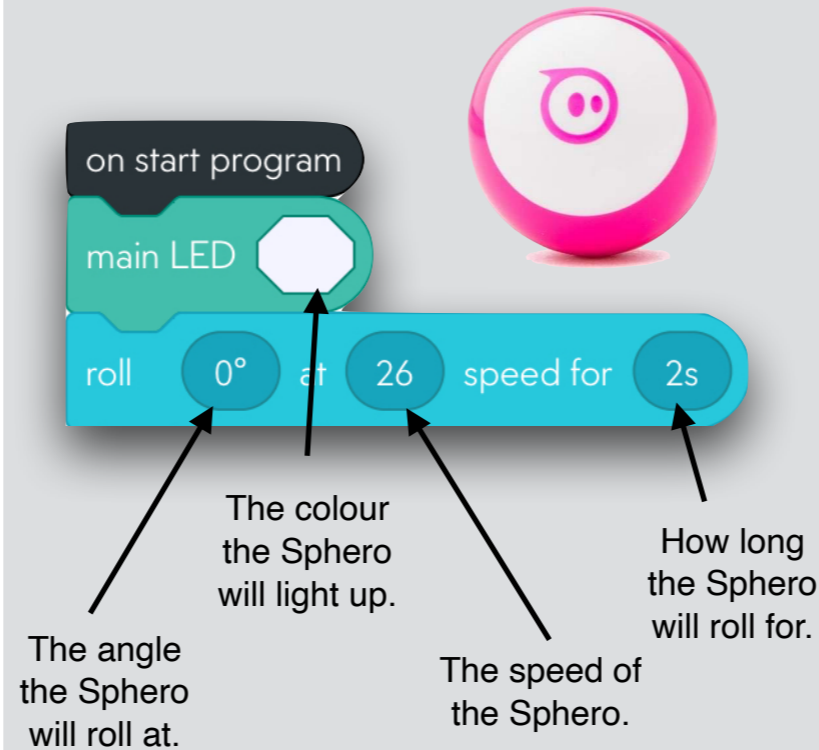 on start program
main LED
roll 0° at 26 speed for 2s
The colour
the Sphero
will light up.
How long
the Sphero
will roll for.
The angle
the Sphero
will roll at.
The speed of
the Sphero.